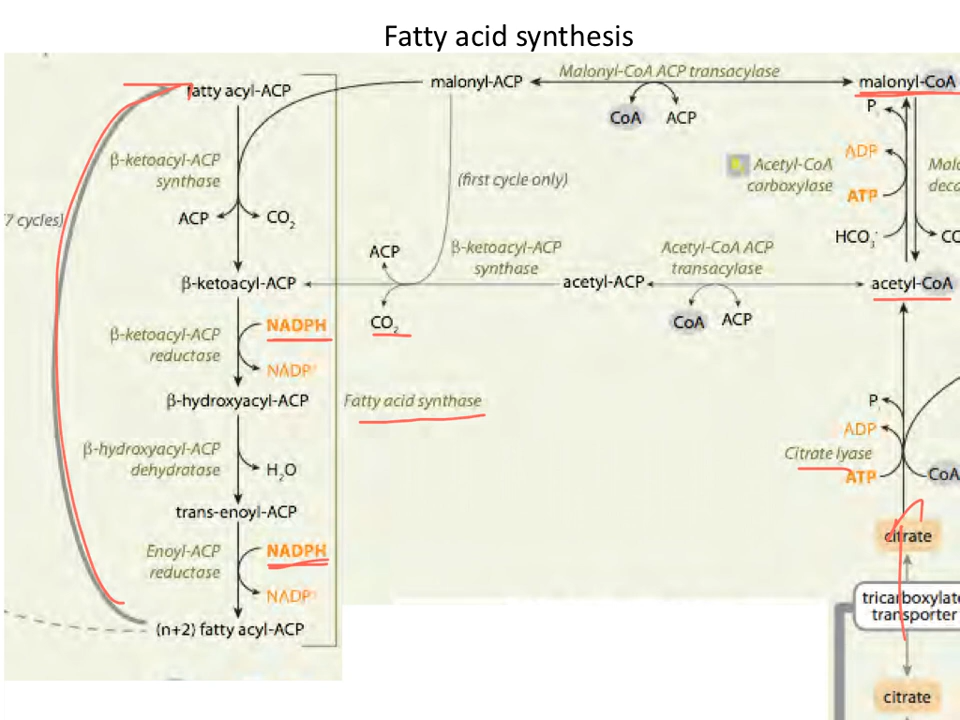 Fatty acid synthesis
fatty acyl-ACP
malonyl-ACP
Malonyl-CoA ACP transacylase
malonyl-CoA
CoA
ACP
P
ADP
Acetyl-CoA
carboxylase
ATP
HCO₃⁻
β-ketoacyl-ACP
synthase
ACP
CO₂
(first cycle only)
7 cycles)
ACP
β-ketoacyl-ACP
synthase
Acetyl-CoA ACP
transacylase
β-ketoacyl-ACP
acetyl-ACP
acetyl-CoA
CO₂
CoA
ACP
β-ketoacyl-ACP
reductase
NADPH
NADP⁺
β-hydroxyacyl-ACP
Fatty acid synthase
P
ADP
Citrate lyase
ATP
CoA
β-hydroxyacyl-ACP
dehydratase
H₂O
trans-enoyl-ACP
citrate
Enoyl-ACP
reductase
NADPH
NADP⁺
tricarboxylate
transporter
(n+2) fatty acyl-ACP
citrate